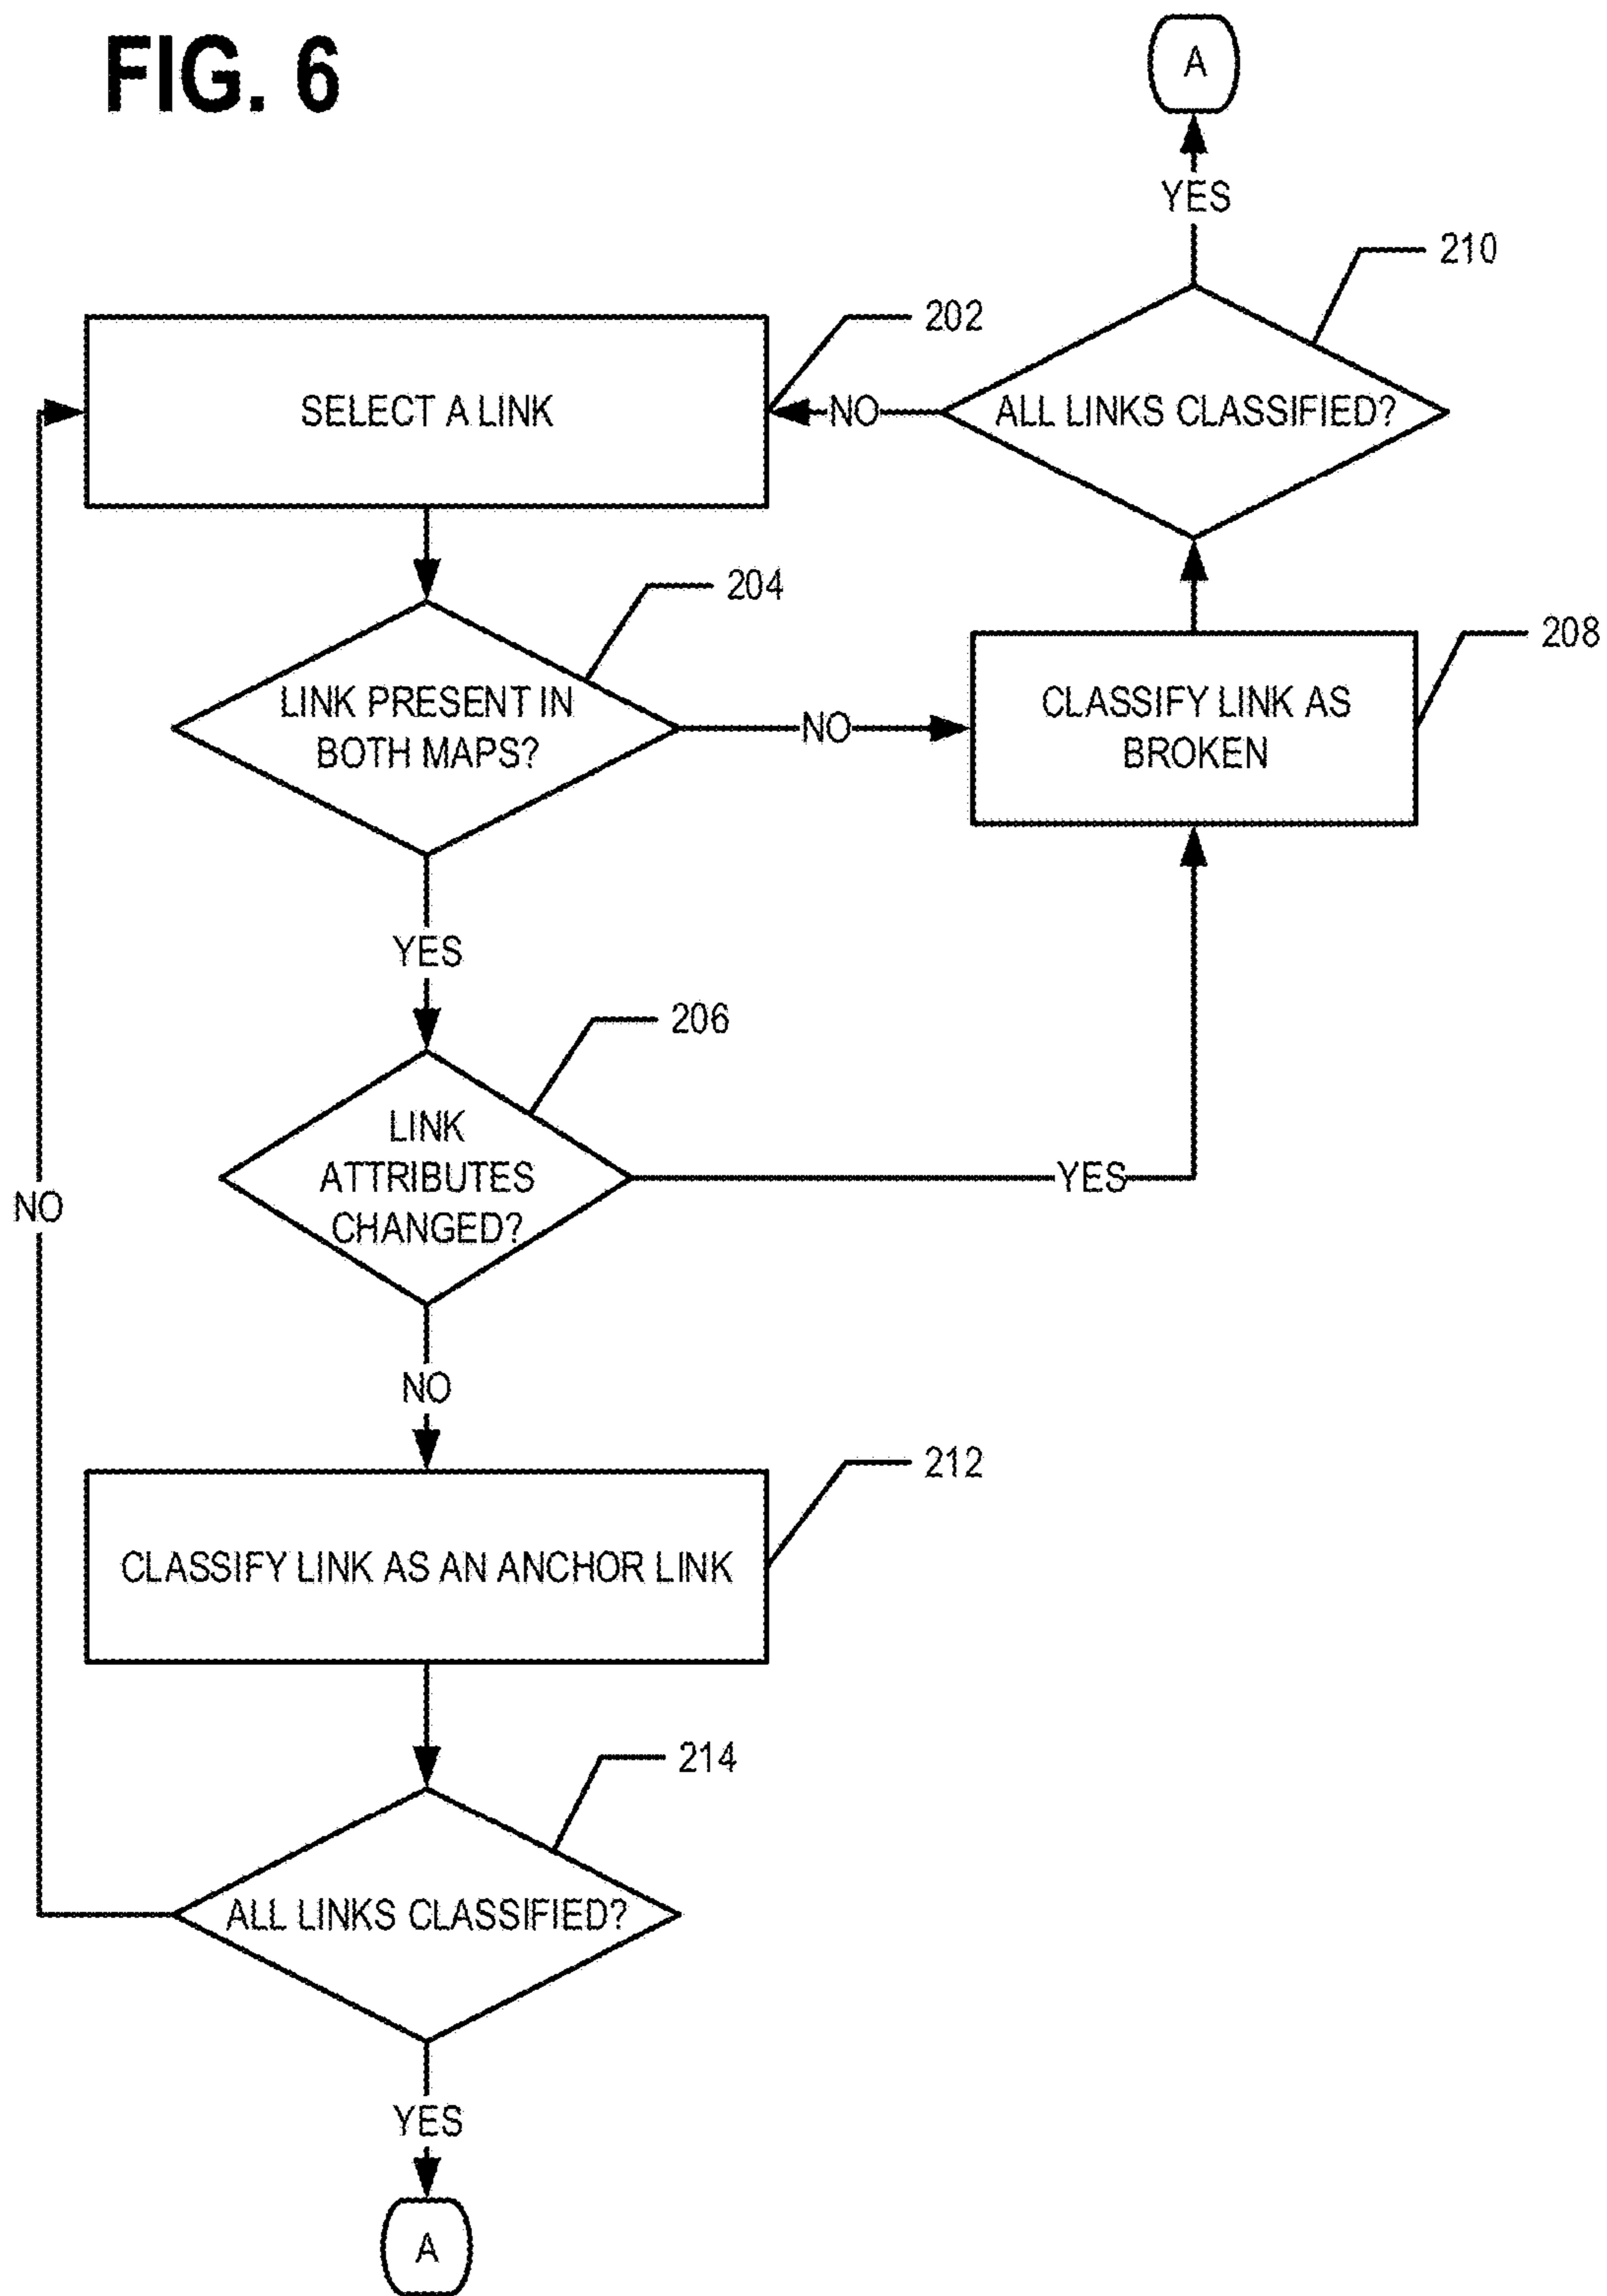 FIG. 6
A
YES
210
202
SELECT A LINK
NO
ALL LINKS CLASSIFIED?
204
208
LINK PRESENT IN
BOTH MAPS?
NO
CLASSIFY LINK AS
BROKEN
YES
206
LINK
ATTRIBUTES
CHANGED?
YES
NO
NO
212
CLASSIFY LINK AS AN ANCHOR LINK
214
ALL LINKS CLASSIFIED?
YES
A